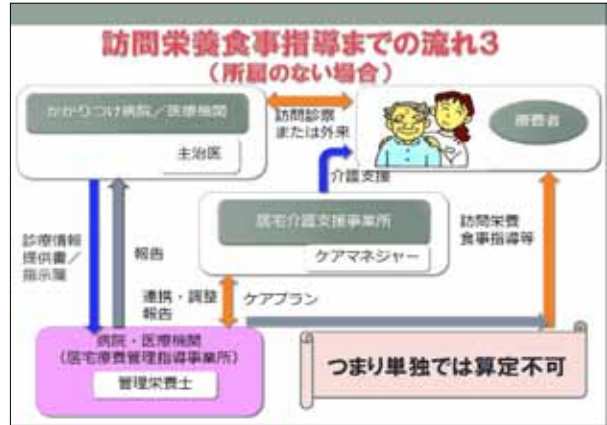 訪問栄養食事指導までの流れ3
(所属のない場合)
かかりつけ病院/医療機関
主治医
訪問診察
または外来
療養者
介護支援
居宅介護支援事業所
ケアマネジャー
診療情報
提供書/
指示箋
報告
連携・調整
報告
ケアプラン
訪問栄養
食事指導等
病院・医療機関
(居宅療養管理指導事業所)
管理栄養士
つまり単独では算定不可